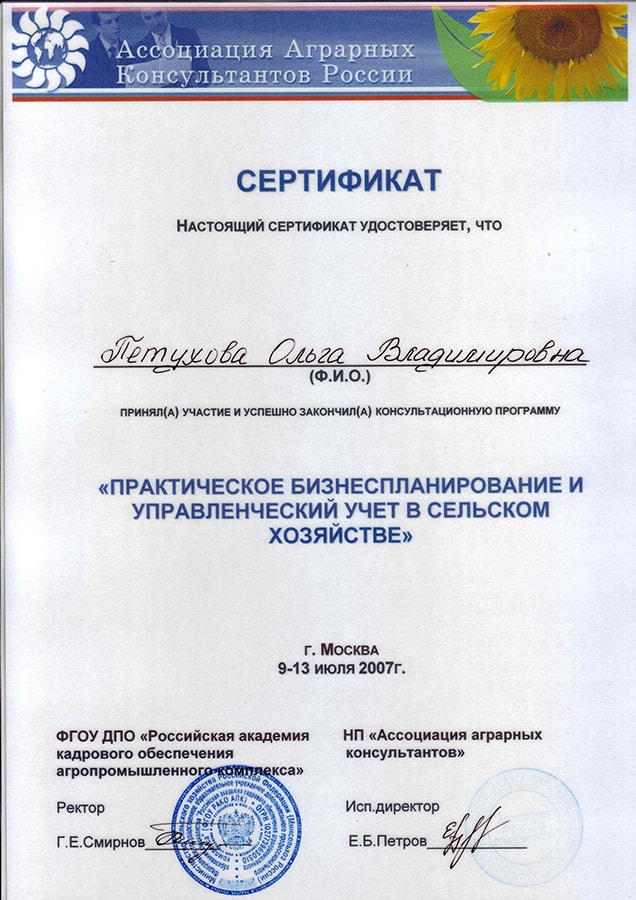 Ассоциация Аграрных
Консультантов России
СЕРТИФИКАТ
НАСТОЯЩИЙ СЕРТИФИКАТ УДОСТОВЕРЯЕТ, ЧТО
Петухова Ольга Владимировна
(Ф.И.О.)
ПРИНЯЛ(А) УЧАСТИЕ И УСПЕШНО ЗАКОНЧИЛ(А) КОНСУЛЬТАЦИОННУЮ ПРОГРАММУ
«ПРАКТИЧЕСКОЕ БИЗНЕСПЛАНИРОВАНИЕ И
УПРАВЛЕНЧЕСКИЙ УЧЕТ В СЕЛЬСКОМ
ХОЗЯЙСТВЕ»
г. МОСКВА
9-13 ИЮЛЯ 2007г.
ФГОУ ДПО «Российская академия
кадрового обеспечения
агропромышленного комплекса»
Ректор
Г.Е.Смирнов
НП «Ассоциация аграрных
консультантов»
Исп.директор
Е.Б.Петров